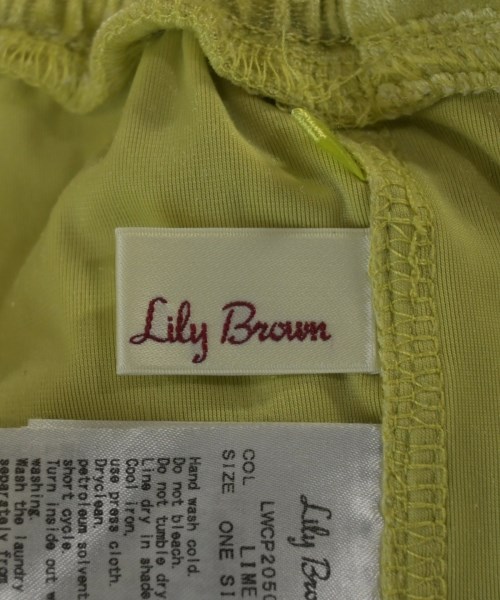 Lily Brown
Lily Brown
COL LIME
SIZE ONE
Hand wash cold.
Do not bleach.
Do not tumble dry
Line dry in shade
Cool iron,
use press cloth.
Dryclean,
petroleum solvent
short cycle.
Turn inside out
washing.
Wash the laundry
separately from